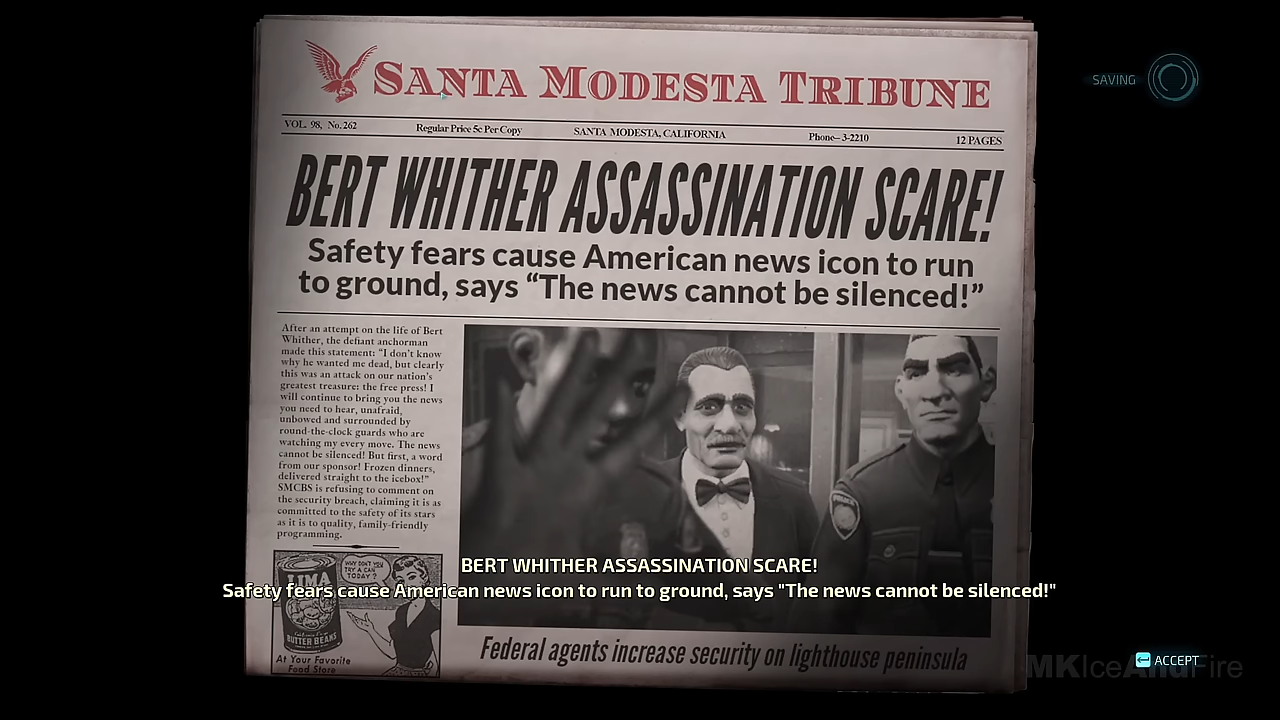 SANTA MODESTA TRIBUNE
SAVING
VOL. 98, No. 262 Regular Price 5c Per Copy SANTA MODESTA, CALIFORNIA Phone– 3-2210 12 PAGES
BERT WHITHER ASSASSINATION SCARE!
Safety fears cause American news icon to run
to ground, says “The news cannot be silenced!”
After an attempt on the life of Bert
Whither, the defiant anchorman
made this statement: “I don't know
why he wanted me dead, but clearly
this was an attack on our nation's
greatest treasure: the free press! I
will continue to bring you the news
you need to hear, unafraid,
unbowed and surrounded by
round-the-clock guards who are
watching my every move. The news
cannot be silenced! But first, a word
from our sponsor! Frozen dinners,
delivered straight to the icebox!”
SMCBS is refusing to comment on
the security breach, claiming it is as
committed to the safety of its stars
as it is to quality, family-friendly
programming.
WHY DON'T YOU
TRY A CAN
TODAY?
LIMA
BUTTER BEANS
At Your Favorite
Food Store
BERT WHITHER ASSASSINATION SCARE!
Safety fears cause American news icon to run to ground, says "The news cannot be silenced!"
Federal agents increase security on lighthouse peninsula
ACCEPT
MKIceAndFire